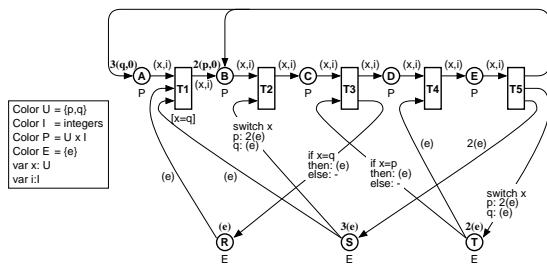 3(q,0)
A
P
(x,i)
T1
[x=q]
2(p,0)
(x,i)
B
P
(x,i)
T2
(x,i)
C
P
(x,i)
T3
(x,i)
D
P
(x,i)
T4
(x,i)
E
P
(x,i)
T5
Color U = {p,q}
Color I = integers
Color P = U x I
Color E = {e}
var x: U
var i:I
switch x
p: 2(e)
q: (e)
if x=q
then: (e)
else: -
if x=p
then: (e)
else: -
2(e)
switch x
p: 2(e)
q: (e)
(e)
(e)
(e)
(e)
R
E
3(e)
S
E
2(e)
T
E